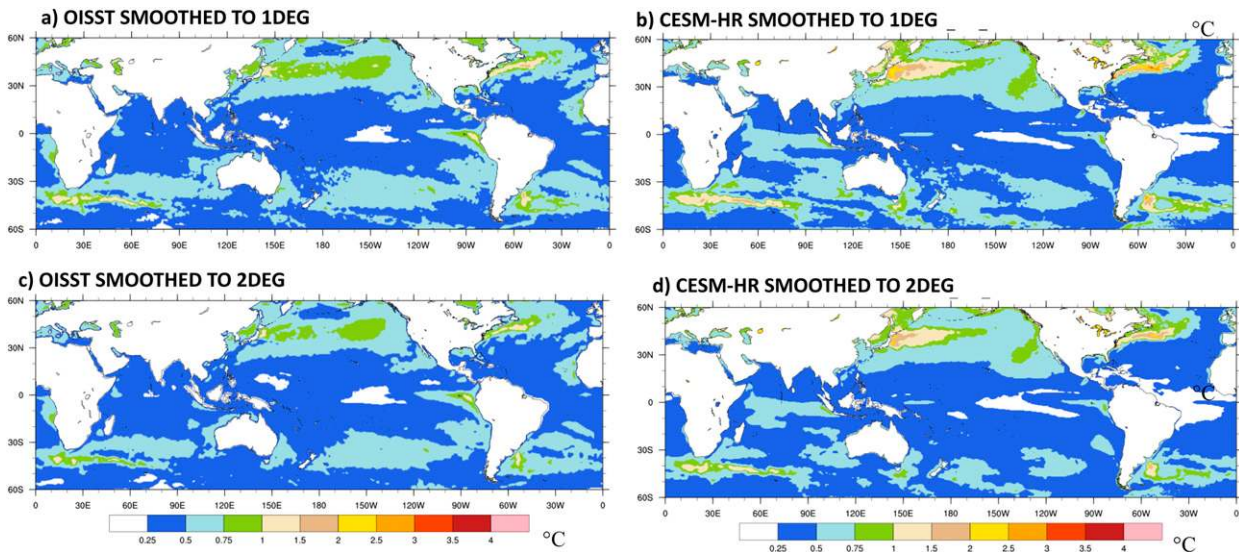 a) OISST SMOOTHED TO 1DEG
b) CESM-HR SMOOTHED TO 1DEG
°C
60N
30N
0
30S
60S
0 30E 60E 90E 120E 150E 180 150W 120W 90W 60W 30W 0
60N
30N
0
30S
60S
0 30E 60E 90E 120E 150E 180 150W 120W 90W 60W 30W 0
c) OISST SMOOTHED TO 2DEG
d) CESM-HR SMOOTHED TO 2DEG
60N
30N
0
30S
60S
0 30E 60E 90E 120E 150E 180 150W 120W 90W 60W 30W 0
60N
30N
0
30S
60S
°C
0 30E 60E 90E 120E 150E 180 150W 120W 90W 60W 30W 0
0.25 0.5 0.75 1 1.5 2 2.5 3 3.5 4 °C
0.25 0.5 0.75 1 1.5 2 2.5 3 3.5 4 °C